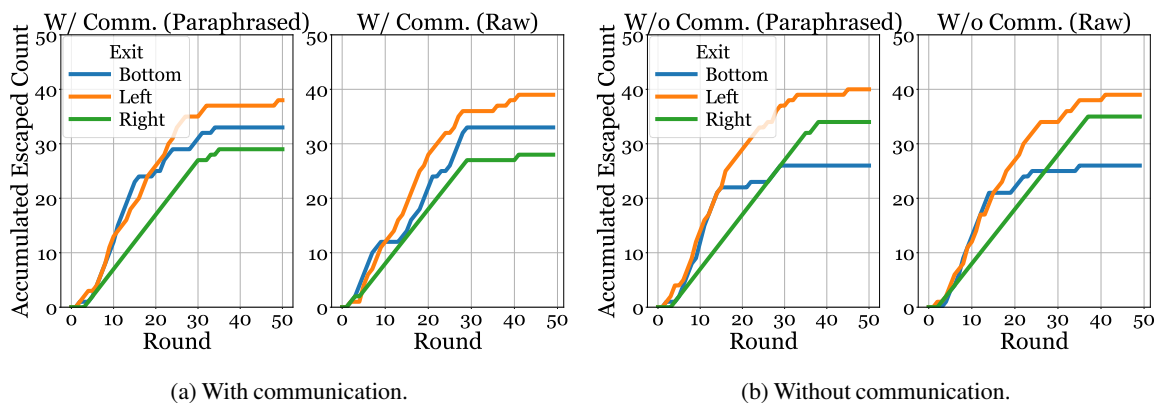 W/ Comm. (Paraphrased)
Accumulated Escaped Count
50
40
30
20
10
0
Exit
Bottom
Left
Right
0 10 20 30 40 50
Round
W/ Comm. (Raw)
50
40
30
20
10
0
0 10 20 30 40 50
Round
(a) With communication.
W/o Comm. (Paraphrased)
Accumulated Escaped Count
50
40
30
20
10
0
Exit
Bottom
Left
Right
0 10 20 30 40 50
Round
W/o Comm. (Raw)
50
40
30
20
10
0
0 10 20 30 40 50
Round
(b) Without communication.